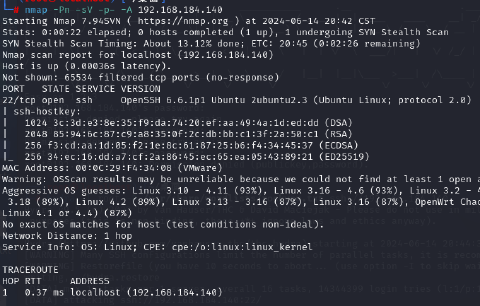 nmap -Pn -sV -p- -A 192.168.184.140
Starting Nmap 7.94SVN ( https://nmap.org ) at 2024-06-14 20:42 CST
Stats: 0:00:22 elapsed; 0 hosts completed (1 up), 1 undergoing SYN Stealth Scan
SYN Stealth Scan Timing: About 13.12% done; ETC: 20:45 (0:02:26 remaining)
Nmap scan report for localhost (192.168.184.140)
Host is up (0.00036s latency).
Not shown: 65534 filtered tcp ports (no-response)
PORT STATE SERVICE VERSION
22/tcp open ssh OpenSSH 6.6.1p1 Ubuntu 2ubuntu2.3 (Ubuntu Linux; protocol 2.0)
| ssh-hostkey:
| 1024 3c:3d:e3:8e:35:f9:da:74:20:ef:aa:49:4a:1d:ed:dd (DSA)
| 2048 85:94:6c:87:c9:a8:35:0f:2c:db:bb:c1:3f:2a:50:c1 (RSA)
| 256 f3:cd:aa:1d:05:f2:1e:8c:61:87:25:b6:f4:34:45:37 (ECDSA)
|_ 256 34:ec:16:dd:a7:cf:2a:86:45:ec:65:ea:05:43:89:21 (ED25519)
MAC Address: 00:0C:29:F4:34:08 (VMware)
Warning: OSScan results may be unreliable because we could not find at least 1 open a
Aggressive OS guesses: Linux 3.10 - 4.11 (93%), Linux 3.16 - 4.6 (93%), Linux 3.2 - 4
3.18 (89%), Linux 4.2 (89%), Linux 3.13 - 3.16 (87%), Linux 3.16 (87%), OpenWrt Chao
Linux 4.1 or 4.4) (87%)
No exact OS matches for host (test conditions non-ideal).
Network Distance: 1 hop
Service Info: OS: Linux; CPE: cpe:/o:linux:linux_kernel
TRACEROUTE
HOP RTT ADDRESS
1 0.37 ms localhost (192.168.184.140)